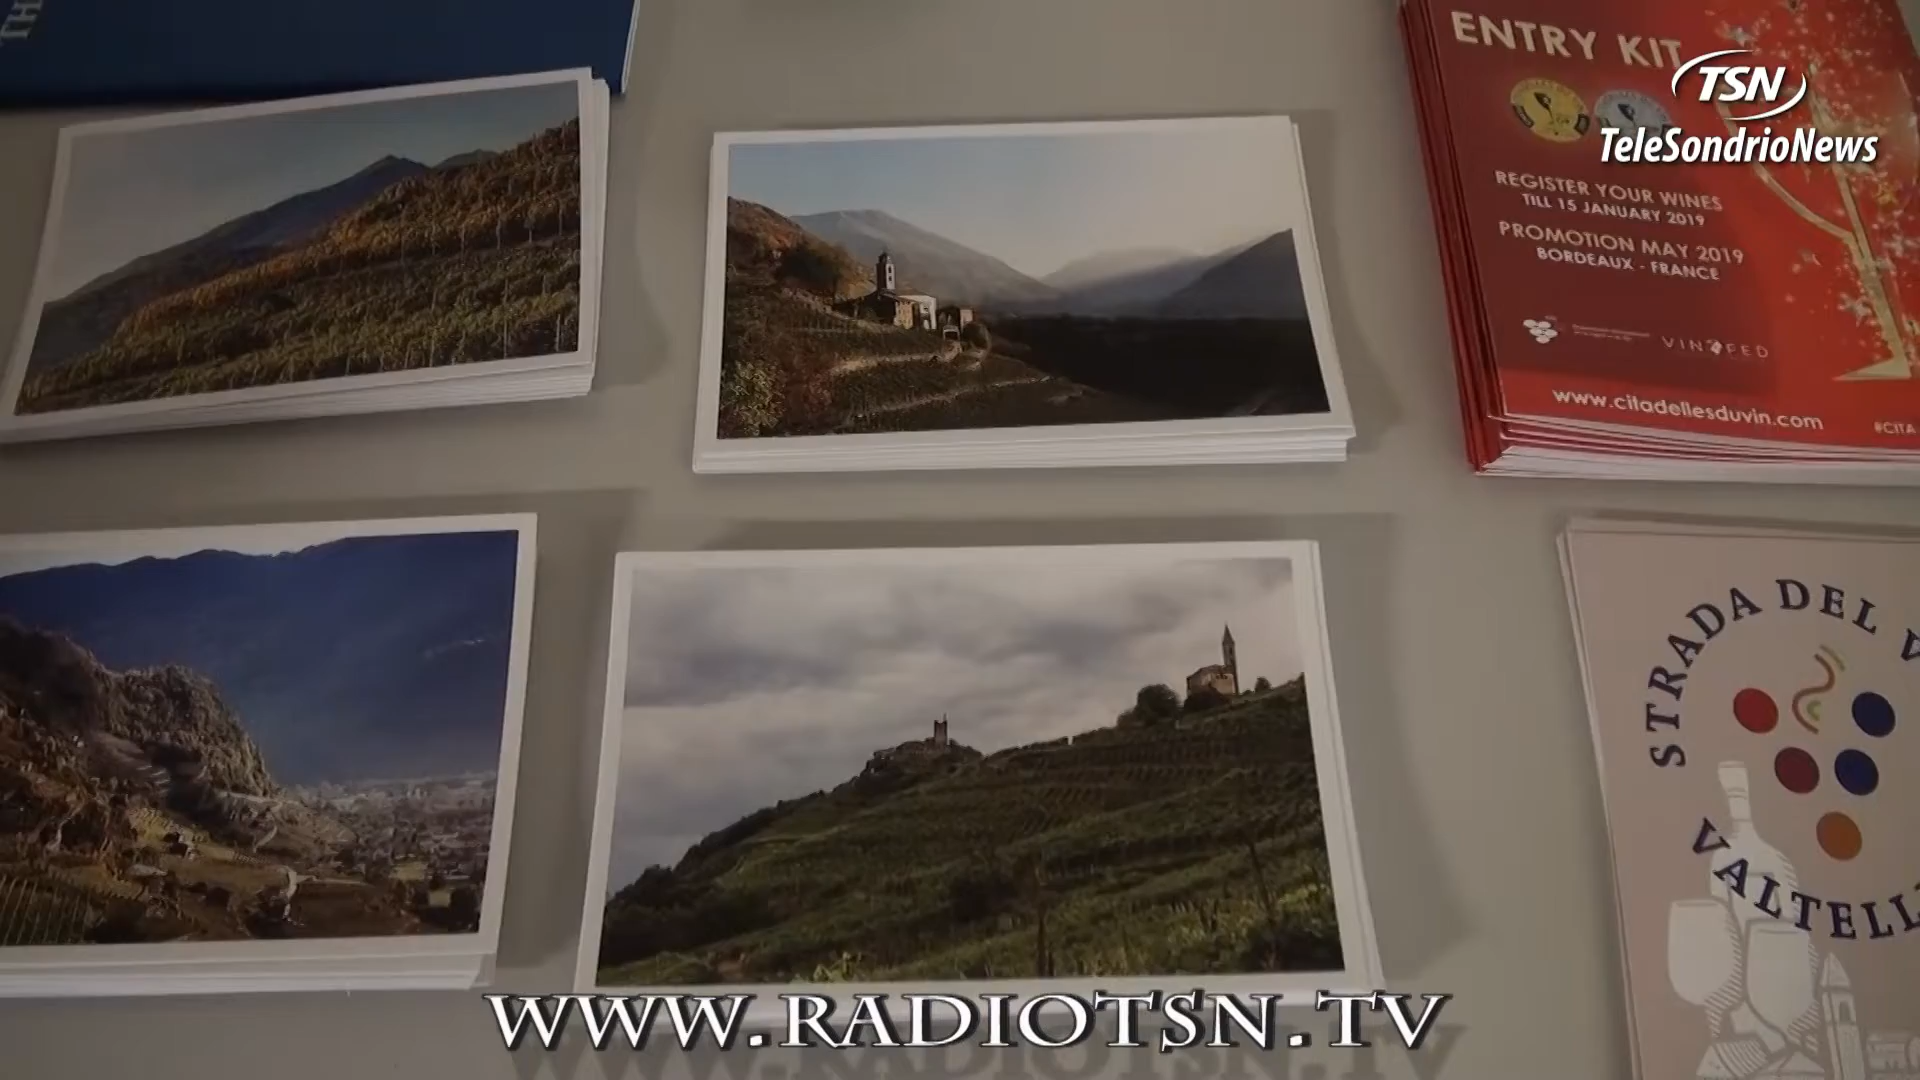 ENTRY KIT
TSN
TeleSondrioNews
REGISTER YOUR WINES
TILL 15 JANUARY 2019
PROMOTION MAY 2019
BORDEAUX - FRANCE
VINOFED
www.citadellesduvin.com
#CITA
STRADA DEL V
VALTELLI
WWW.RADIOTSN.TV